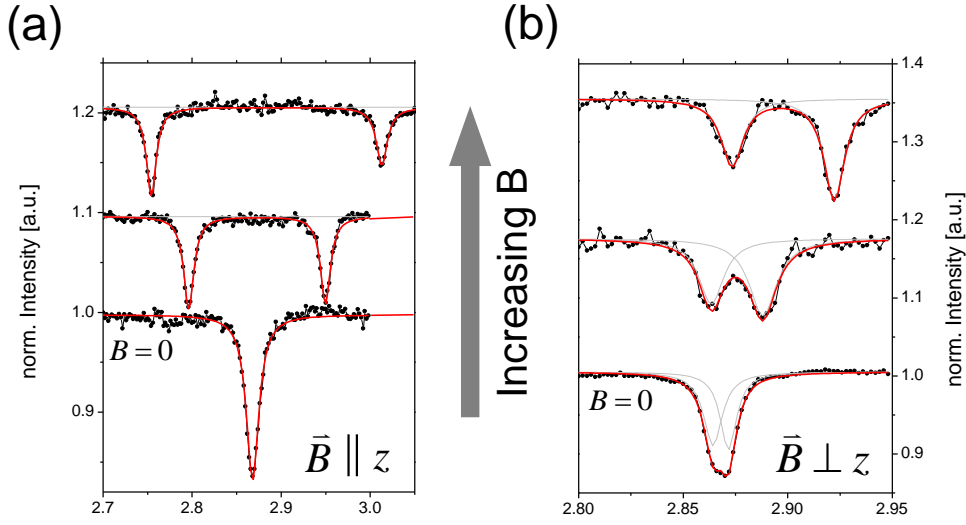 (a)
norm. Intensity [a.u.]
1.2
1.1
1.0
0.9
B = 0
B⃗ ∥ z
2.7 2.8 2.9 3.0
Increasing B
(b)
1.4
1.3
1.2
1.1
1.0
0.9
norm. Intensity [a.u.]
B = 0
B⃗ ⊥ z
2.80 2.85 2.90 2.95